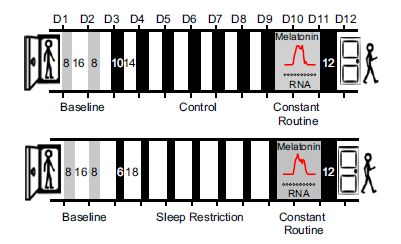 D1 D2 D3 D4 D5 D6 D7 D8 D9 D10 D11 D12
Melatonin
8 16 8 10 14 12
RNA
Baseline Control Constant
Routine
Melatonin
8 16 8 6 18 12
RNA
Baseline Sleep Restriction Constant
Routine